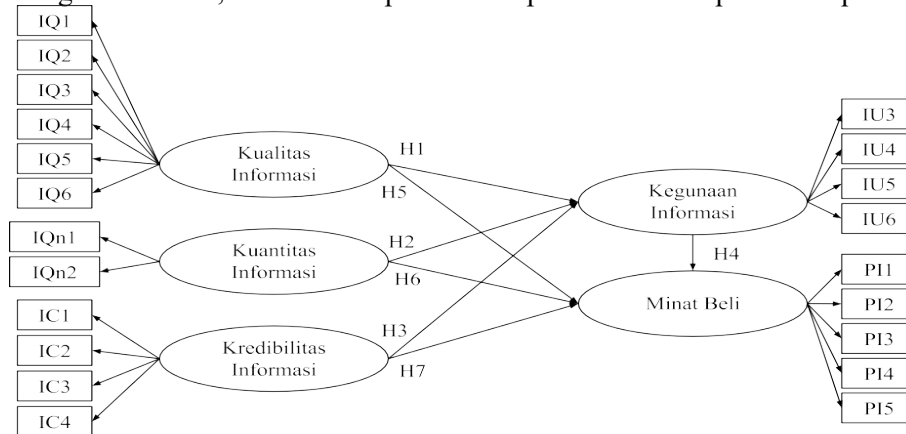 IQ1
IQ2
IQ3
IQ4
IQ5
IQ6
IQn1
IQn2
IC1
IC2
IC3
IC4
Kualitas
Informasi
Kuantitas
Informasi
Kredibilitas
Informasi
H1
H5
H2
H6
H3
H7
Kegunaan
Informasi
H4
Minat Beli
IU3
IU4
IU5
IU6
PI1
PI2
PI3
PI4
PI5